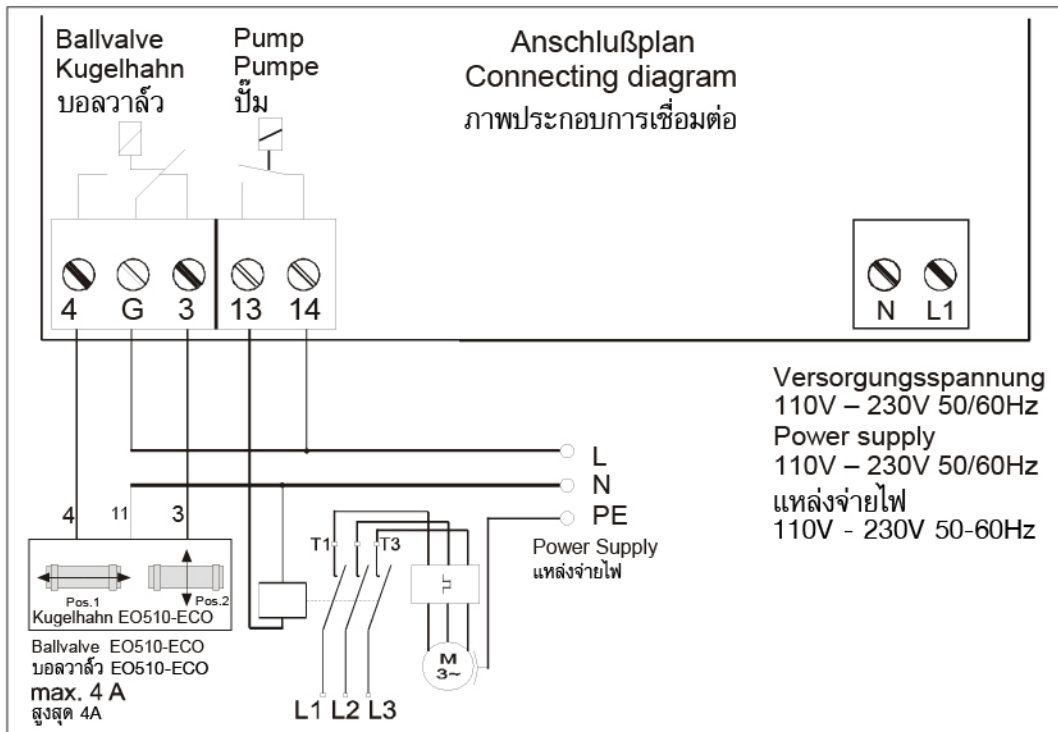 Ballvalve
Kugelhahn
บอลวาล์ว
Pump
Pumpe
ปั๊ม
Anschlußplan
Connecting diagram
ภาพประกอบการเชื่อมต่อ
4 G 3 13 14
N L1
Versorgungsspannung
110V – 230V 50/60Hz
Power supply
110V – 230V 50/60Hz
แหล่งจ่ายไฟ
110V - 230V 50-60Hz
L
N
PE
Power Supply
แหล่งจ่ายไฟ
4 11 3
T1 T3
Pos.1 Pos.2
Kugelhahn EO510-ECO
Ballvalve EO510-ECO
บอลวาล์ว EO510-ECO
max. 4 A
สูงสุด 4A
M
3~
L1 L2 L3